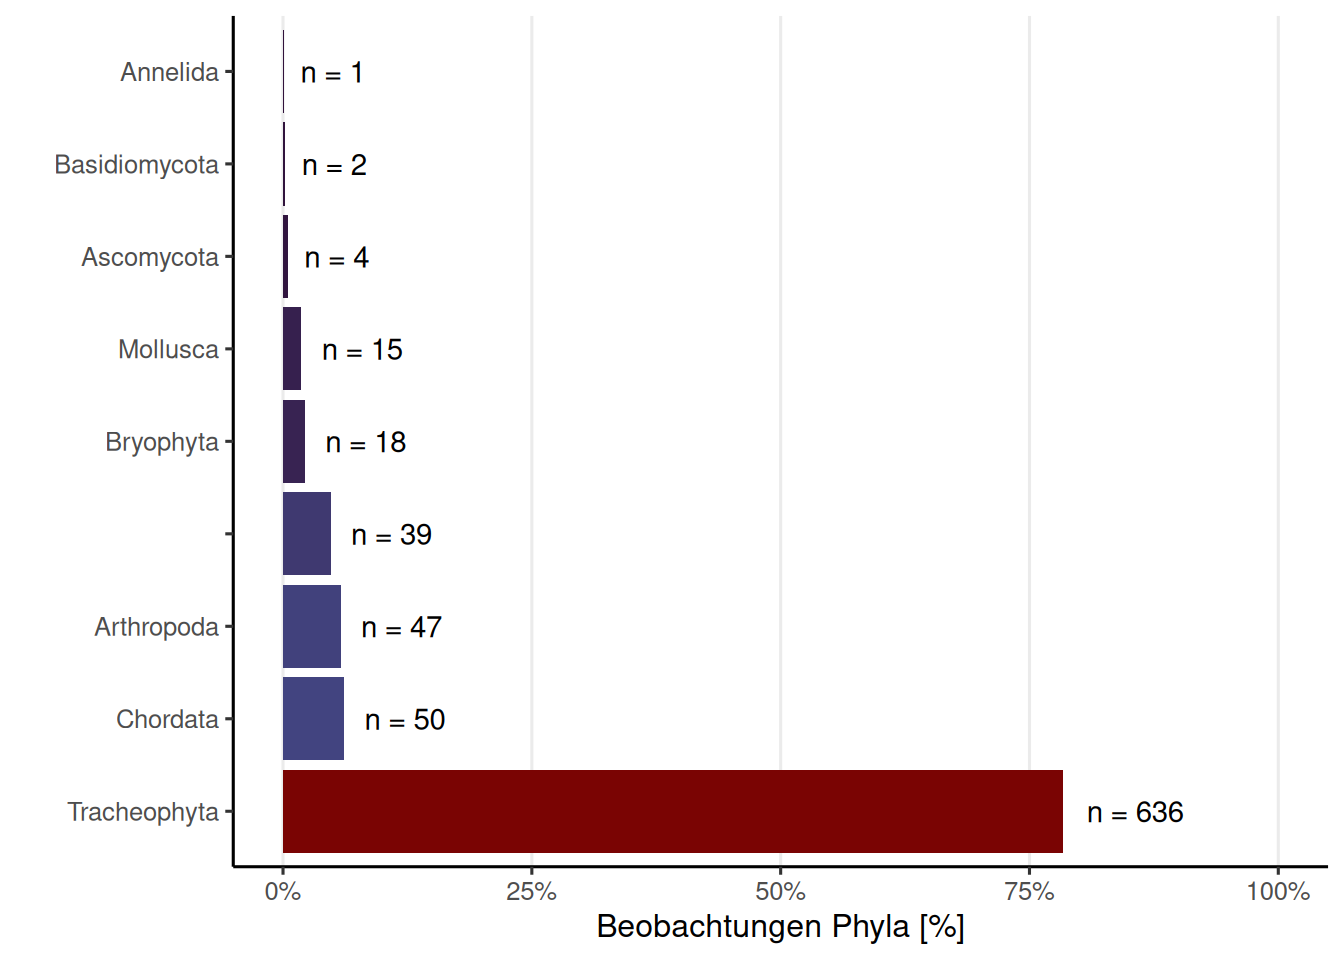 Annelida n = 1
Basidiomycota n = 2
Ascomycota n = 4
Mollusca n = 15
Bryophyta n = 18
n = 39
Arthropoda n = 47
Chordata n = 50
Tracheophyta n = 636
0% 25% 50% 75% 100%
Beobachtungen Phyla [%]